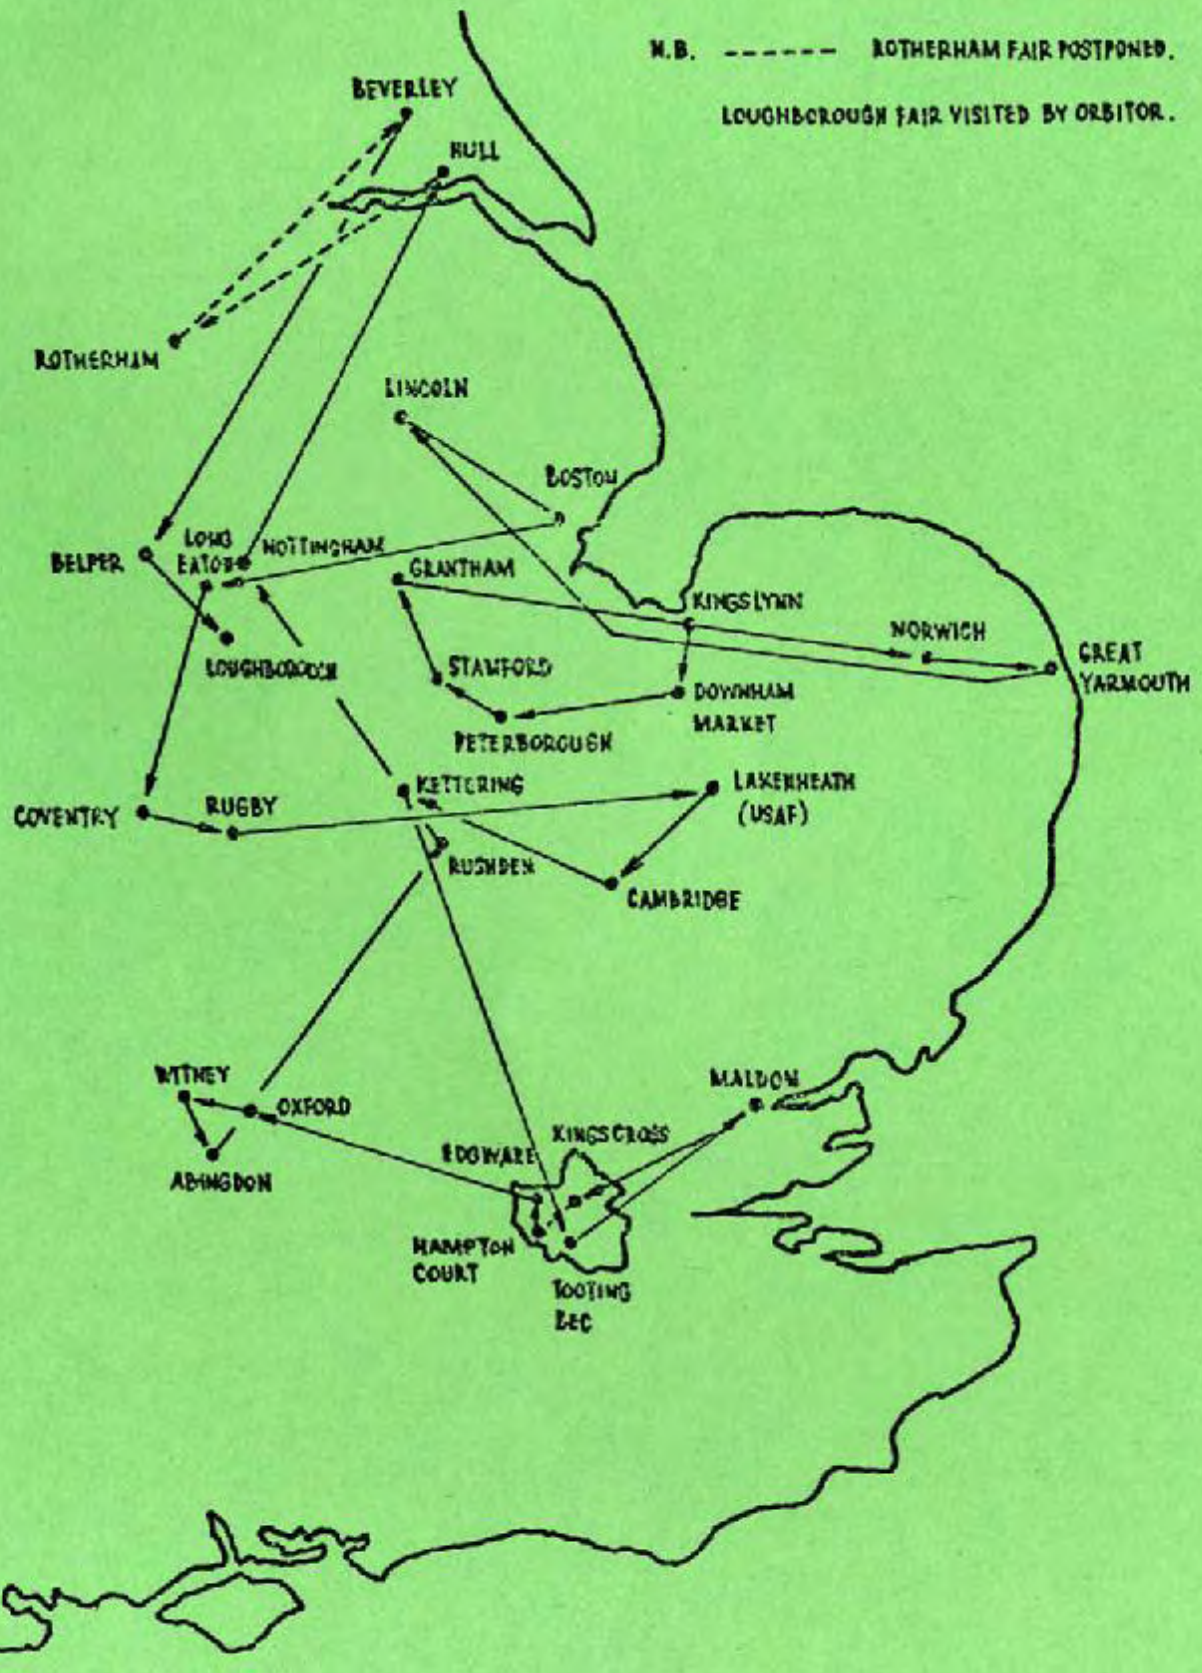 N.B. ------- ROTHERHAM FAIR POSTPONED.
LOUGHBOROUGH FAIR VISITED BY ORBITOR.
BEVERLEY
HULL
ROTHERHAM
LINCOLN
BOSTON
BELPER
LONG
EATON
NOTTINGHAM
GRANTHAM
KINGS LYNN
NORWICH
GREAT
YARMOUTH
LOUGHBOROUGH
STAMFORD
DOWNHAM
MARKET
PETERBOROUGH
KETTERING
LAKENHEATH
(USAF)
COVENTRY
RUGBY
RUSHDEN
CAMBRIDGE
WITNEY
OXFORD
ABINGDON
MALDON
KINGS CROSS
EDGWARE
HAMPTON
COURT
TOOTING
BEC